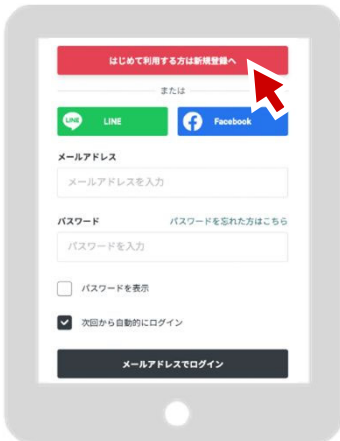 はじめて利用する方は新規登録へ
または
LINE LINE
Facebook
メールアドレス
メールアドレスを入力
パスワード パスワードを忘れた方はこちら
パスワードを入力
パスワードを表示
次回から自動的にログイン
メールアドレスでログイン